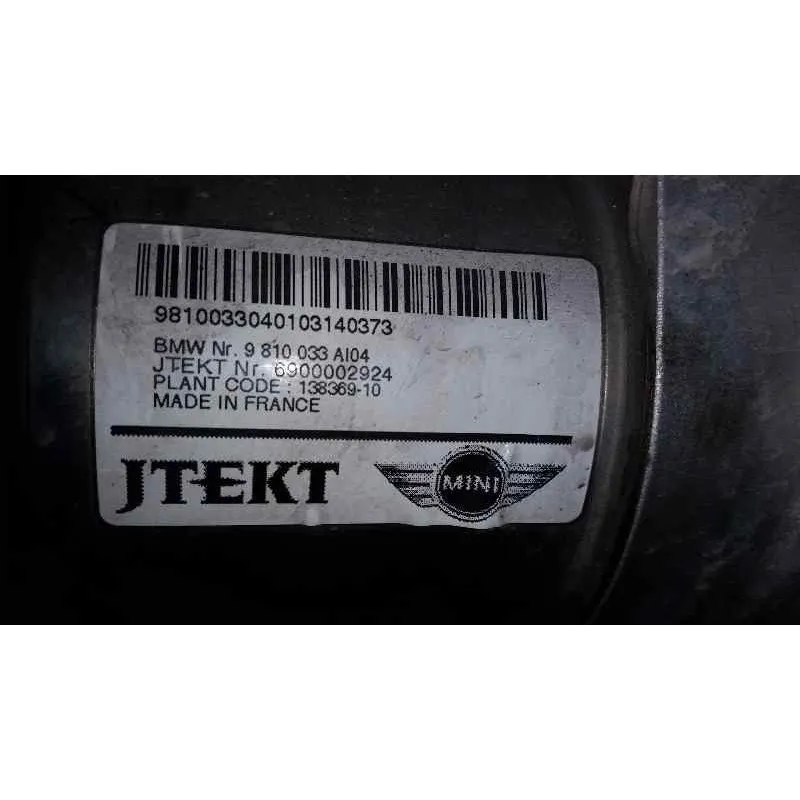 9810033040103140373
BMW Nr. 9 810 033 AI04
JTEKT Nr. 6900002924
PLANT CODE : 138369-10
MADE IN FRANCE
JTEKT
MINI